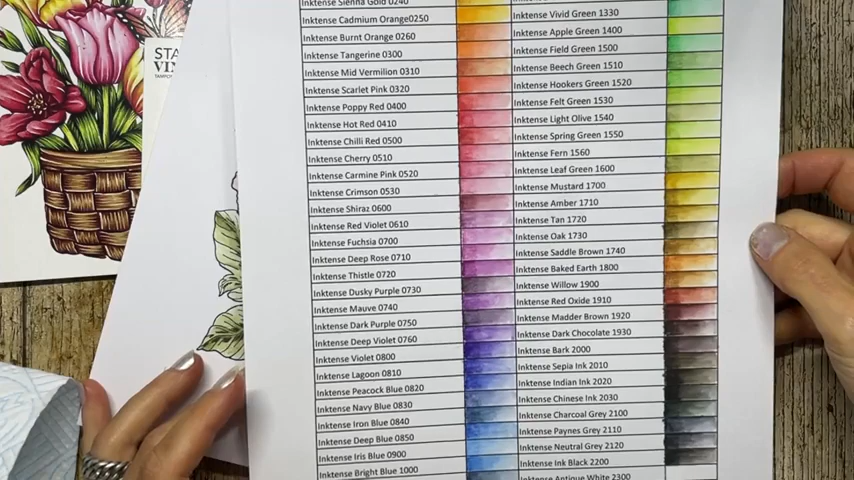 STA
VIN
Inktense Sienna Gold 0240
Inktense Cadmium Orange0250
Inktense Burnt Orange 0260
Inktense Tangerine 0300
Inktense Mid Vermilion 0310
Inktense Scarlet Pink 0320
Inktense Poppy Red 0400
Inktense Hot Red 0410
Inktense Chilli Red 0500
Inktense Cherry 0510
Inktense Carmine Pink 0520
Inktense Crimson 0530
Inktense Shiraz 0600
Inktense Red Violet 0610
Inktense Fuchsia 0700
Inktense Deep Rose 0710
Inktense Thistle 0720
Inktense Dusky Purple 0730
Inktense Mauve 0740
Inktense Dark Purple 0750
Inktense Deep Violet 0760
Inktense Violet 0800
Inktense Lagoon 0810
Inktense Peacock Blue 0820
Inktense Navy Blue 0830
Inktense Iron Blue 0840
Inktense Deep Blue 0850
Inktense Iris Blue 0900
Inktense Bright Blue 1000
Inktense Vivid Green 1330
Inktense Apple Green 1400
Inktense Field Green 1500
Inktense Beech Green 1510
Inktense Hookers Green 1520
Inktense Felt Green 1530
Inktense Light Olive 1540
Inktense Spring Green 1550
Inktense Fern 1560
Inktense Leaf Green 1600
Inktense Mustard 1700
Inktense Amber 1710
Inktense Tan 1720
Inktense Oak 1730
Inktense Saddle Brown 1740
Inktense Baked Earth 1800
Inktense Willow 1900
Inktense Red Oxide 1910
Inktense Madder Brown 1920
Inktense Dark Chocolate 1930
Inktense Bark 2000
Inktense Sepia Ink 2010
Inktense Indian Ink 2020
Inktense Chinese Ink 2030
Inktense Charcoal Grey 2100
Inktense Paynes Grey 2110
Inktense Neutral Grey 2120
Inktense Ink Black 2200
Inktense Antique White 2300